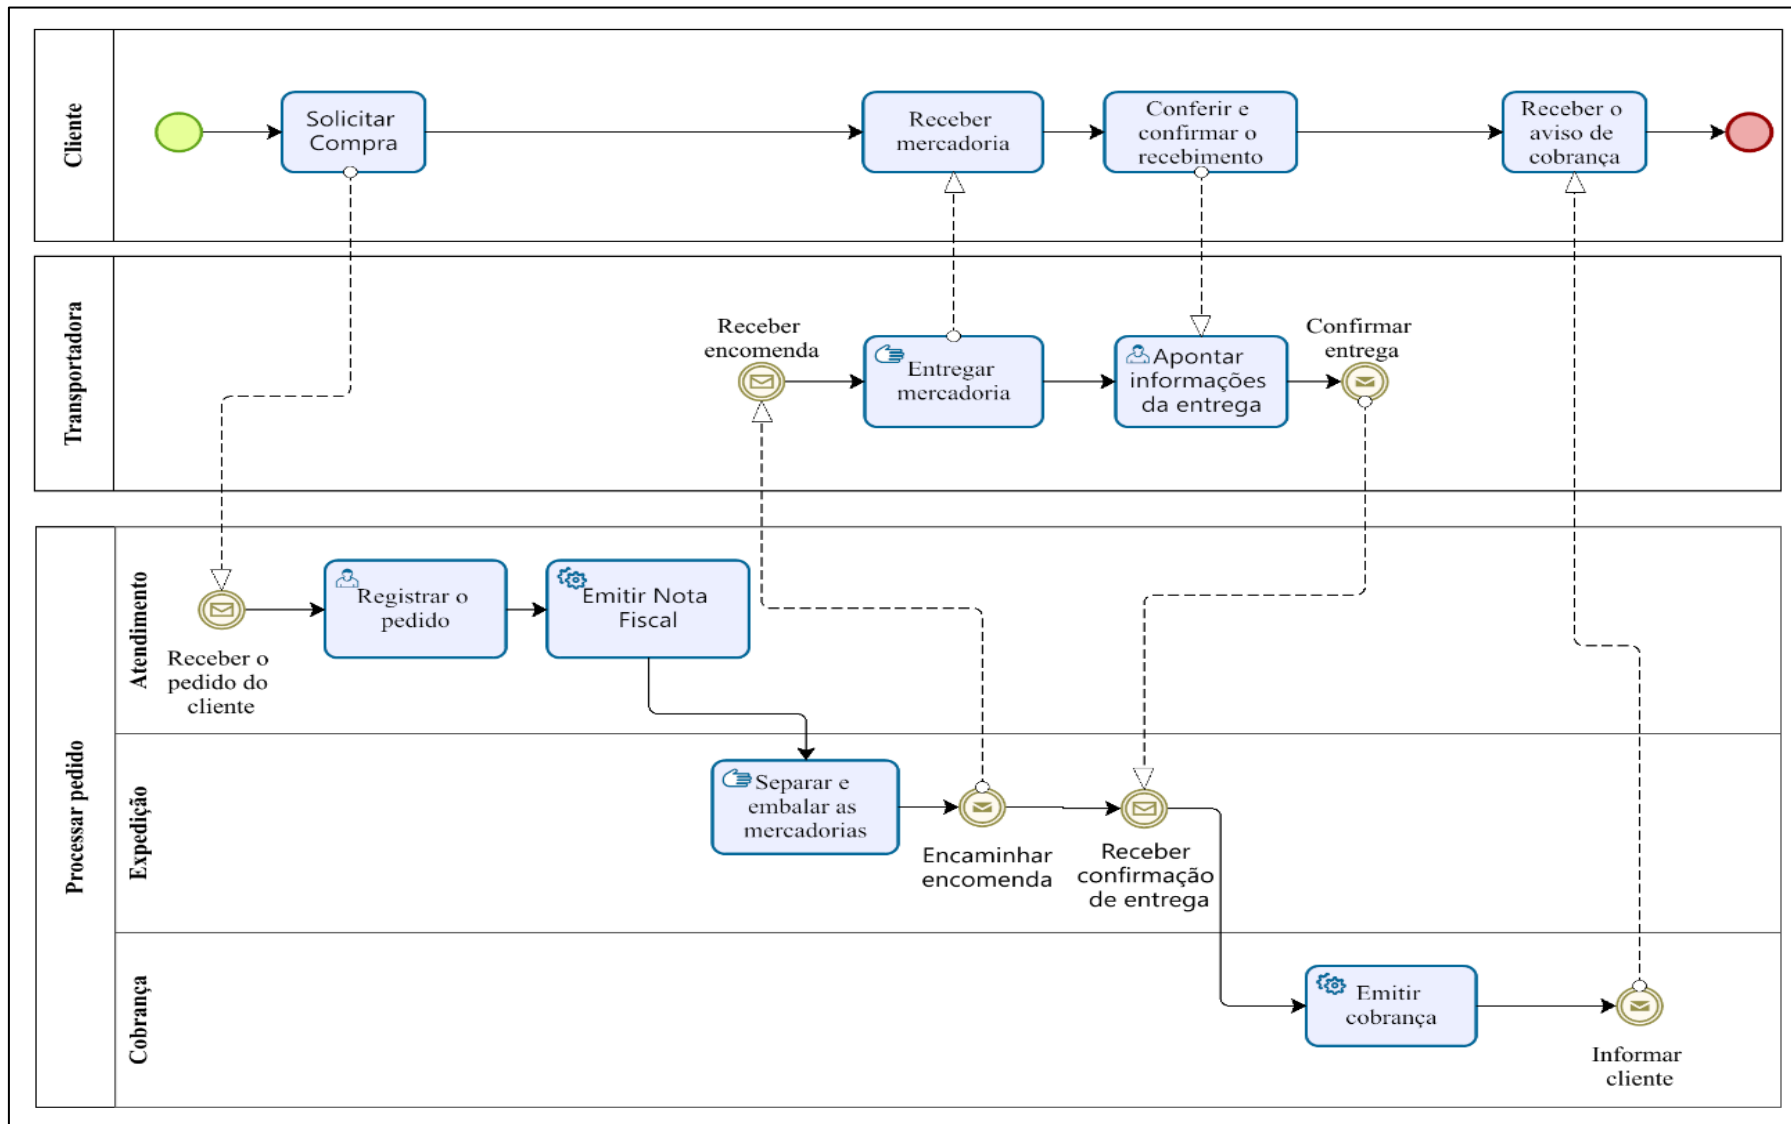 Cliente
Solicitar
Compra
Receber
mercadoria
Conferir e
confirmar o
recebimento
Receber o
aviso de
cobrança
Transportadora
Receber
encomenda
Entregar
mercadoria
Apontar
informações
da entrega
Confirmar
entrega
Processar pedido
Atendimento
Receber o
pedido do
cliente
Registrar o
pedido
Emitir Nota
Fiscal
Expedição
Separar e
embalar as
mercadorias
Encaminhar
encomenda
Receber
confirmação
de entrega
Cobrança
Emitir
cobrança
Informar
cliente